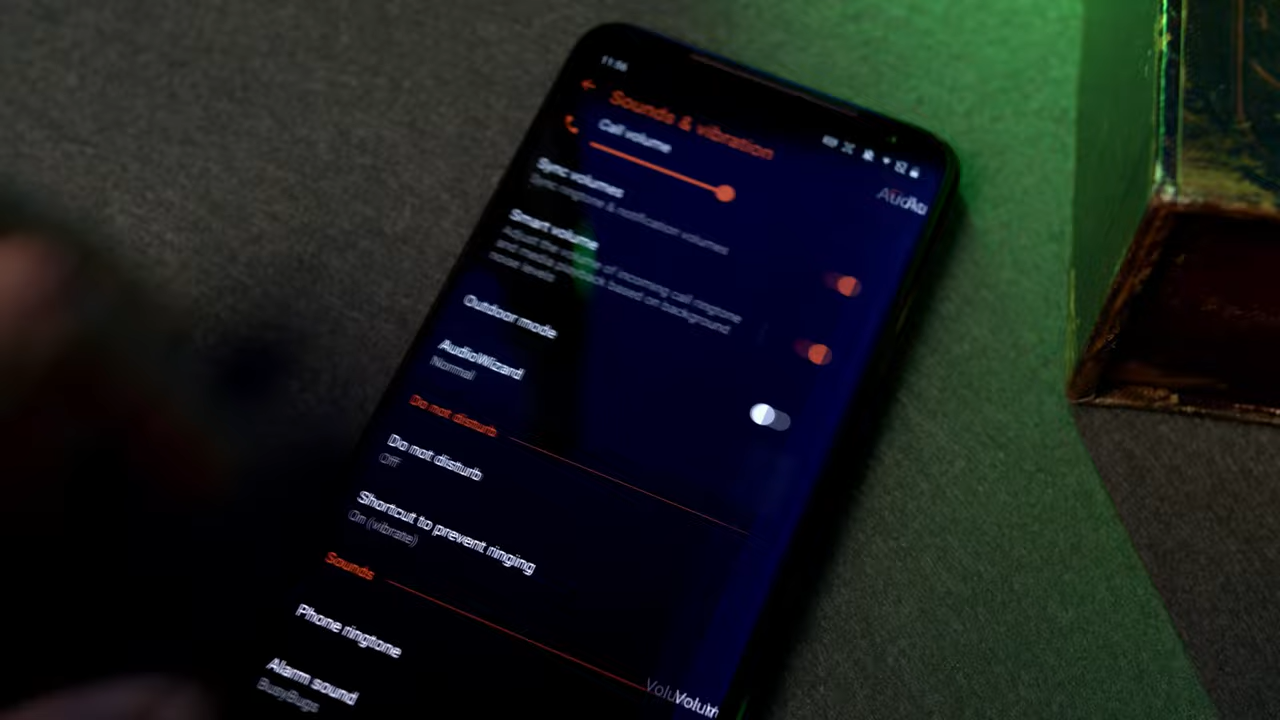 11:56
Sounds & vibration
Call volume
Sync volumes
Sync ringtone & notification volumes
Smart volume
Adjust the volume of incoming call ringtone
and media playback based on background
noise levels
Outdoor mode
AudioWizard
Normal
Do not disturb
Do not disturb
Off
Shortcut to prevent ringing
On (vibrate)
Sounds
Phone ringtone
Alarm sound
BusyBugs